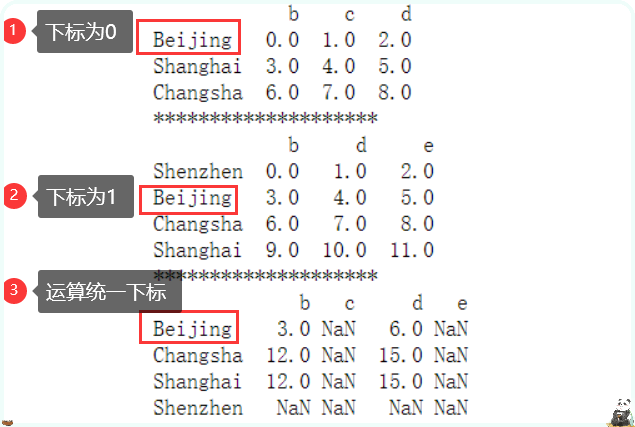 b c d
1 下标为0 Beijing 0.0 1.0 2.0
Shanghai 3.0 4.0 5.0
Changsha 6.0 7.0 8.0
********************
b d e
Shenzhen 0.0 1.0 2.0
2 下标为1 Beijing 3.0 4.0 5.0
Changsha 6.0 7.0 8.0
Shanghai 9.0 10.0 11.0
********************
3 运算统一下标
b c d e
Beijing 3.0 NaN 6.0 NaN
Changsha 12.0 NaN 15.0 NaN
Shanghai 12.0 NaN 15.0 NaN
Shenzhen NaN NaN NaN NaN